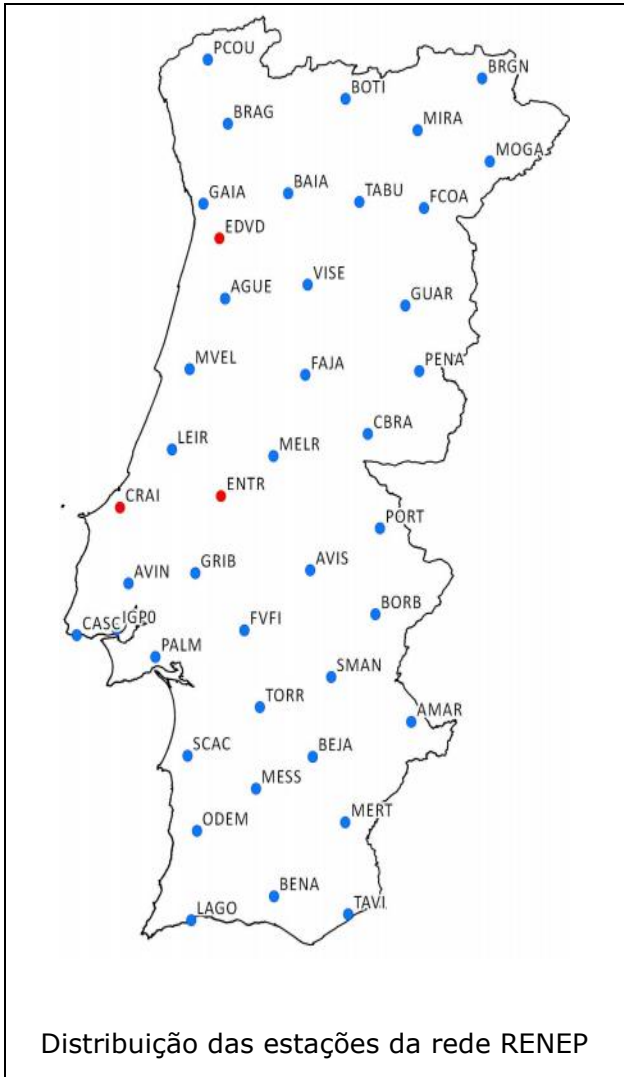 PCOU
BRGN
BOTI
BRAG
MIRA
MOGA
BAIA
TABU
GAIA
FCOA
EDVD
VISE
AGUE
GUAR
MVEL
FAJA
PENA
CBRA
LEIR
MELR
ENTR
CRAI
PORT
GRIB
AVIS
AVIN
BORB
CASC
IGP0
FVFI
PALM
SMAN
TORR
AMAR
SCAC
BEJA
MESS
MERT
ODEM
BENA
LAGO
TAVI
Distribuição das estações da rede RENEP